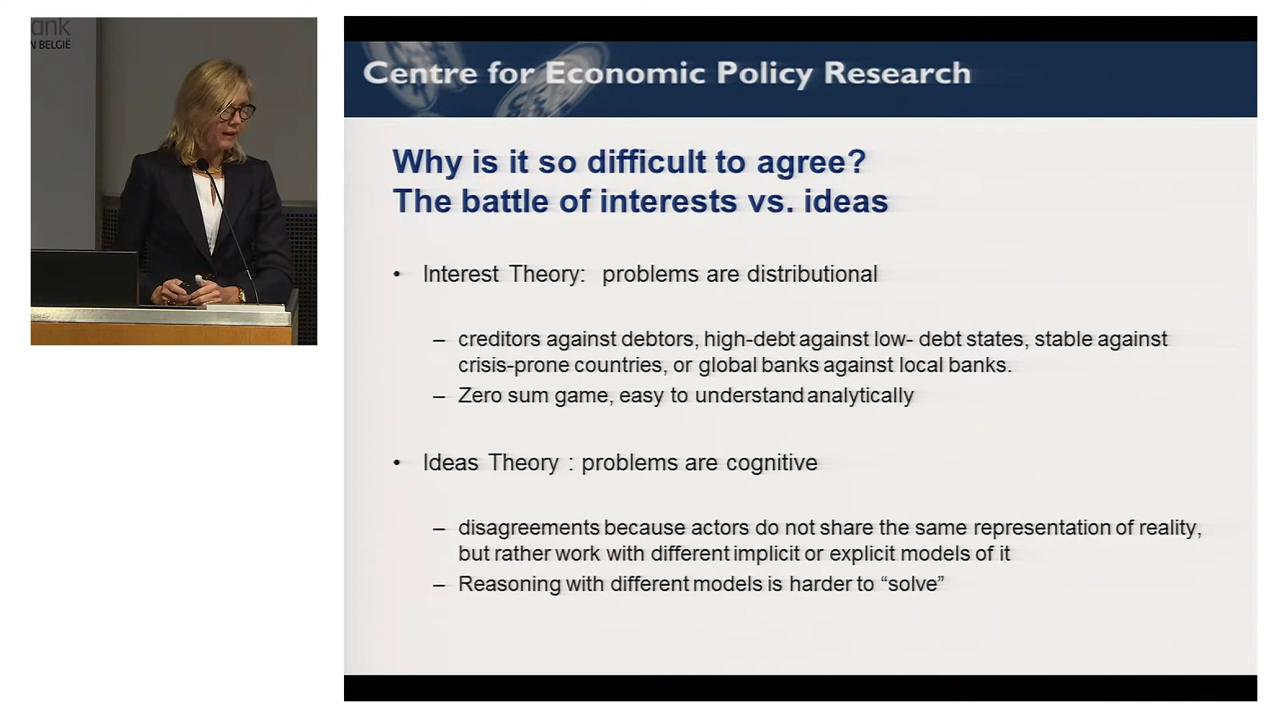 ank
N BELGIË
Centre for Economic Policy Research
Why is it so difficult to agree?
The battle of interests vs. ideas
• Interest Theory: problems are distributional
– creditors against debtors, high-debt against low- debt states, stable against
crisis-prone countries, or global banks against local banks.
– Zero sum game, easy to understand analytically
• Ideas Theory : problems are cognitive
– disagreements because actors do not share the same representation of reality,
but rather work with different implicit or explicit models of it
– Reasoning with different models is harder to “solve”